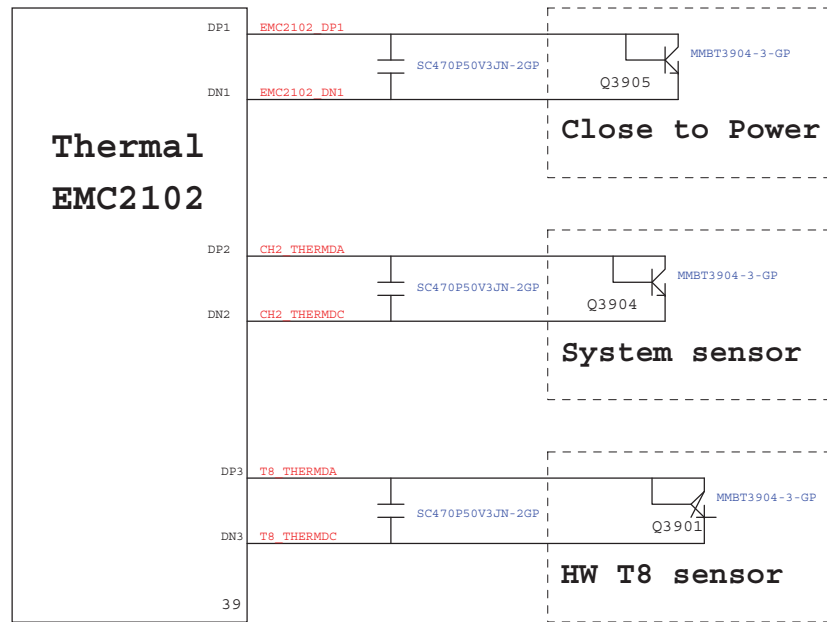 DP1 EMC2102_DP1
MMBT3904-3-GP
SC470P50V3JN-2GP
Q3905
DN1 EMC2102_DN1
Close to Power
Thermal
EMC2102
DP2 CH2_THERMDA
MMBT3904-3-GP
SC470P50V3JN-2GP
Q3904
DN2 CH2_THERMDC
System sensor
DP3 T8_THERMDA
MMBT3904-3-GP
SC470P50V3JN-2GP
Q3901
DN3 T8_THERMDC
HW T8 sensor
39